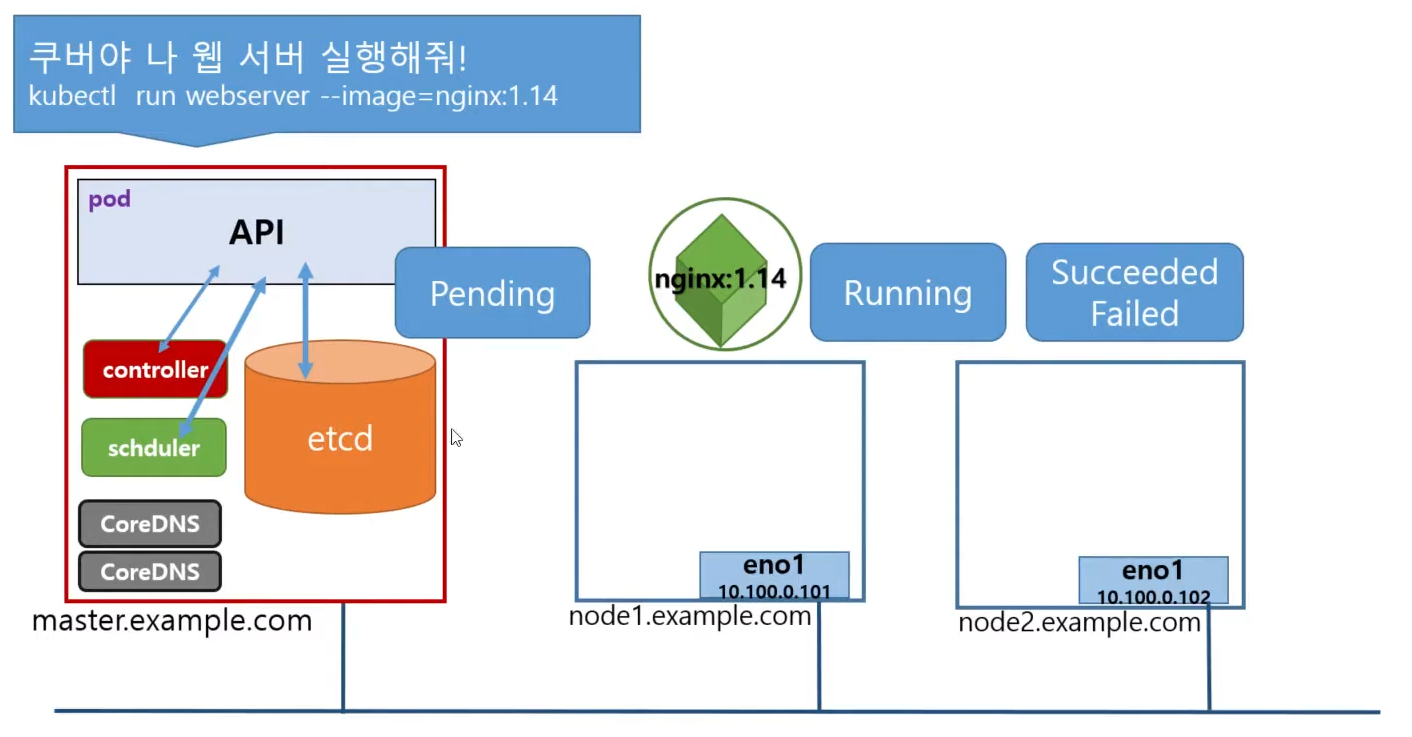 쿠버야 나 웹 서버 실행해줘!
kubectl run webserver --image=nginx:1.14
pod
API
Pending
nginx:1.14
Running
Succeeded
Failed
controller
schduler
etcd
CoreDNS
CoreDNS
master.example.com
eno1
10.100.0.101
node1.example.com
eno1
10.100.0.102
node2.example.com